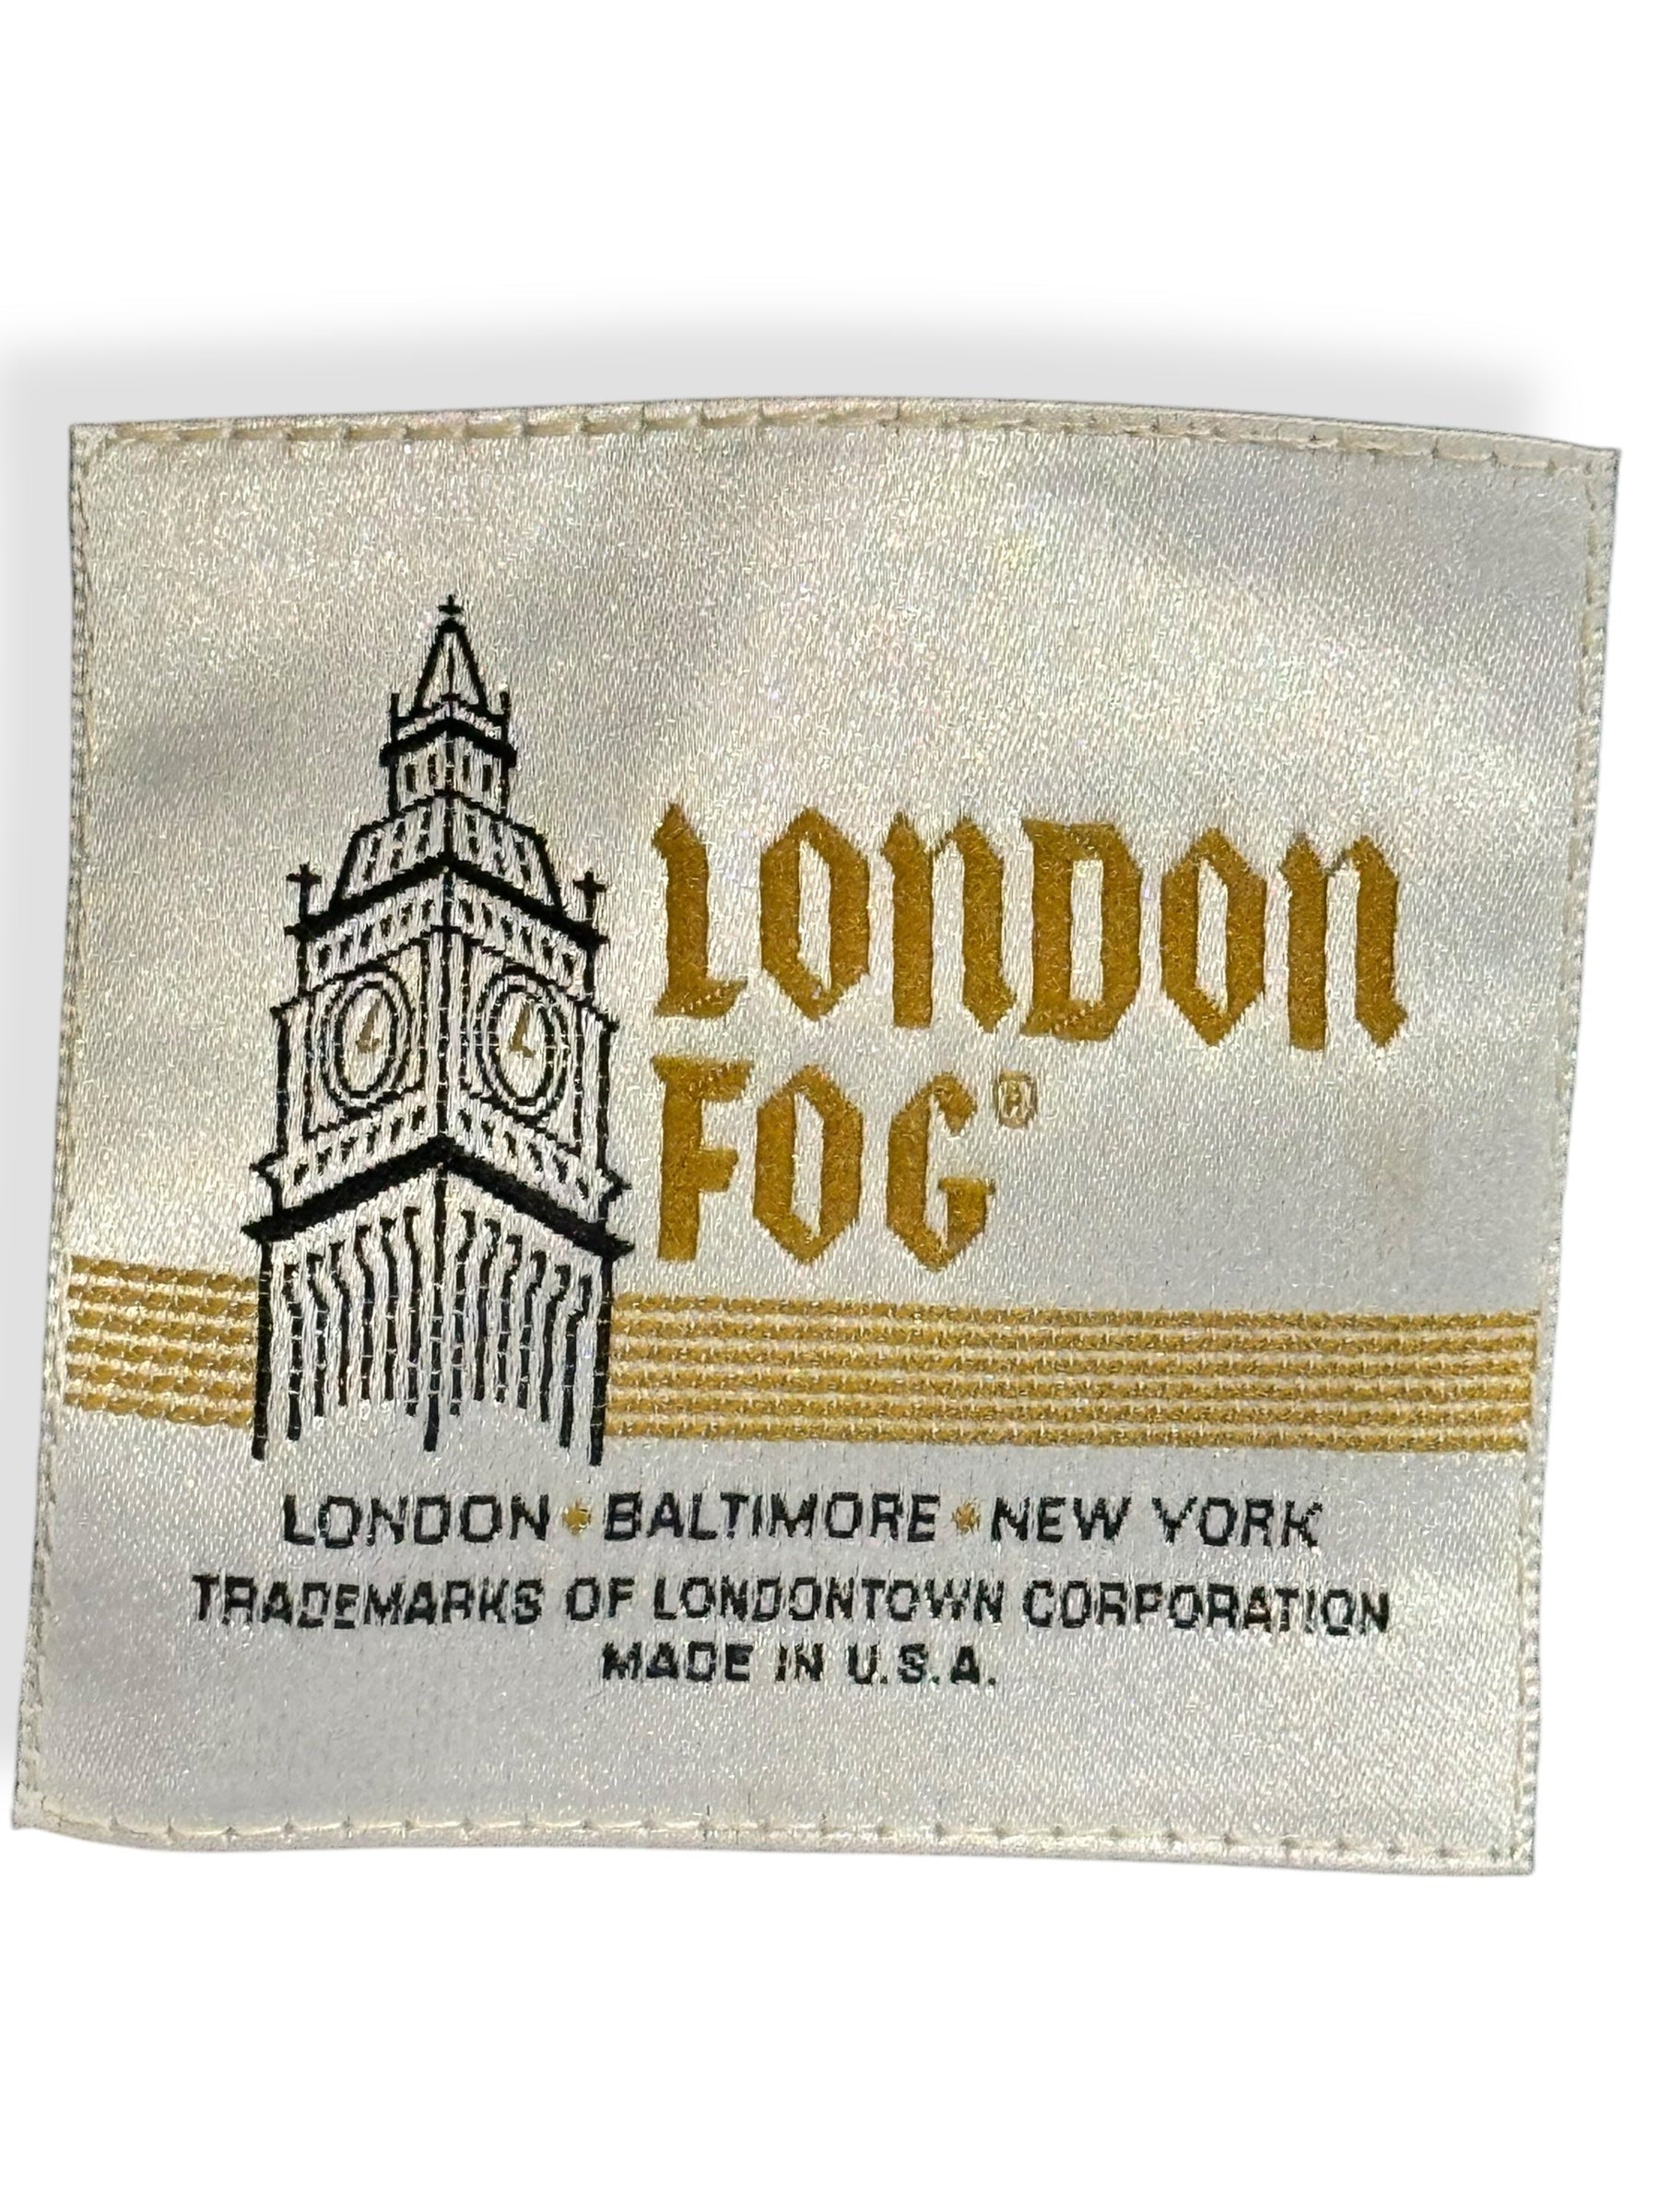 LONDON
FOG®
LONDON • BALTIMORE • NEW YORK
TRADEMARKS OF LONDONTOWN CORPORATION
MADE IN U.S.A.